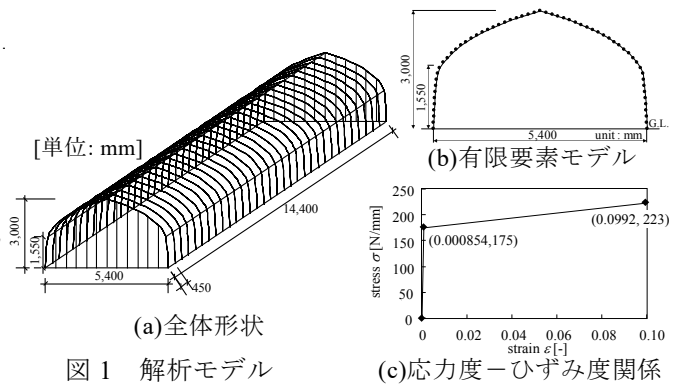 [単位: mm]
3,000
1,550
5,400
450
14,400
(a)全体形状
図 1　解析モデル
3,000
1,550
5,400
G.L.
unit : mm
(b)有限要素モデル
stress σ [N/mm]
250
200
150
100
50
0
(0.000854,175)
(0.0992, 223)
0 0.02 0.04 0.06 0.08 0.10
strain ε [-]
(c)応力度－ひずみ度関係